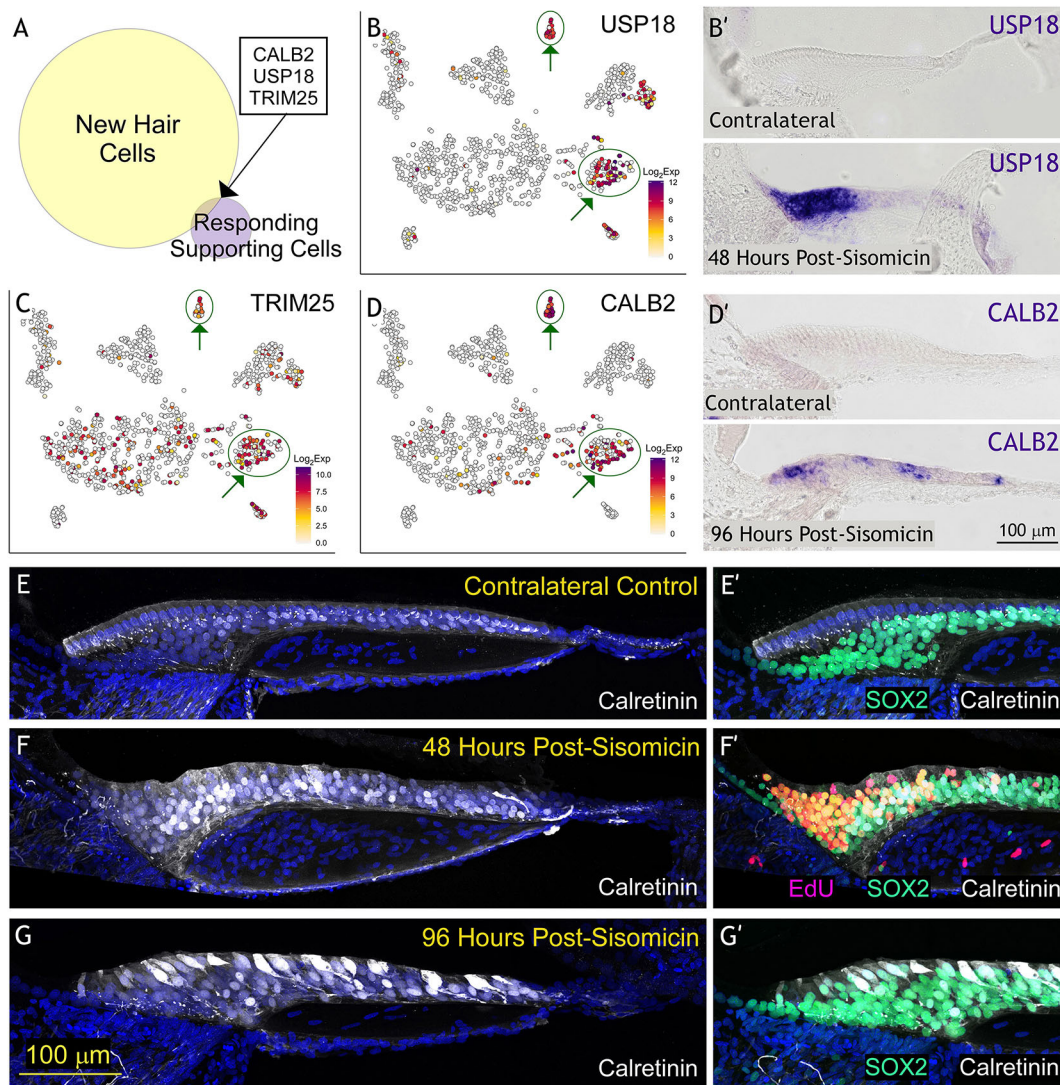 A
CALB2
USP18
TRIM25
New Hair
Cells
Responding
Supporting Cells
B
USP18
Log2Exp
12
9
6
3
0
B'
USP18
Contralateral
USP18
48 Hours Post-Sisomicin
C
TRIM25
Log2Exp
10.0
7.5
5.0
2.5
0.0
D
CALB2
Log2Exp
12
9
6
3
0
D'
CALB2
Contralateral
CALB2
96 Hours Post-Sisomicin
100 μm
E
Contralateral Control
Calretinin
E'
SOX2 Calretinin
F
48 Hours Post-Sisomicin
Calretinin
F'
EdU SOX2 Calretinin
G
96 Hours Post-Sisomicin
100 μm
Calretinin
G'
SOX2 Calretinin